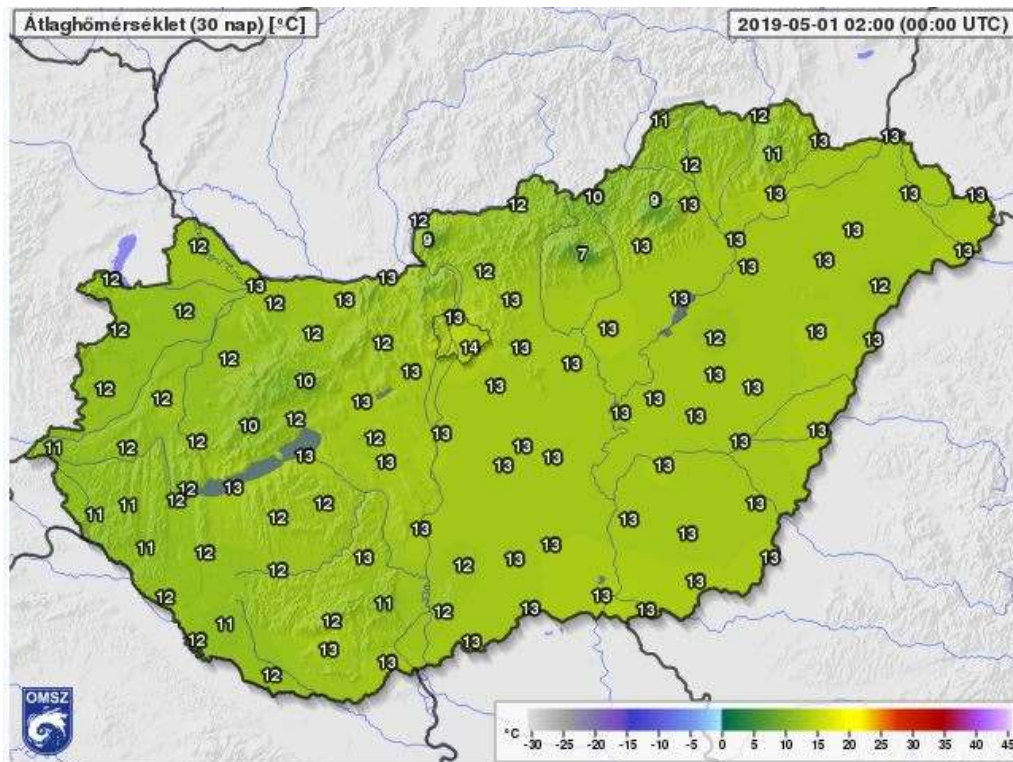 Átlaghőmérséklet (30 nap) [°C]
2019-05-01 02:00 (00:00 UTC)
11 12
13 13
12 11
10 9 13 13 13 13
12 12
9 13
12 7 13 13 13 13
12 13
13 13 12 12
13 12 13 13 13
12 13
12 12 12 14 13 13 12 13 13
12 13
12 12 10 13 13 13 13
13 13 13 13
10 12
11 12 12 12 13 13 13 13
13 13 13 13 13
12 13
11 11 12 12 12 13
13 13 13
11 12 13 13 13
12 12 13
12 11 12 13 13 13
11 12
12 13 13
12 13
OMSZ
°C -30 -25 -20 -15 -10 -5 0 5 10 15 20 25 30 35 40 45